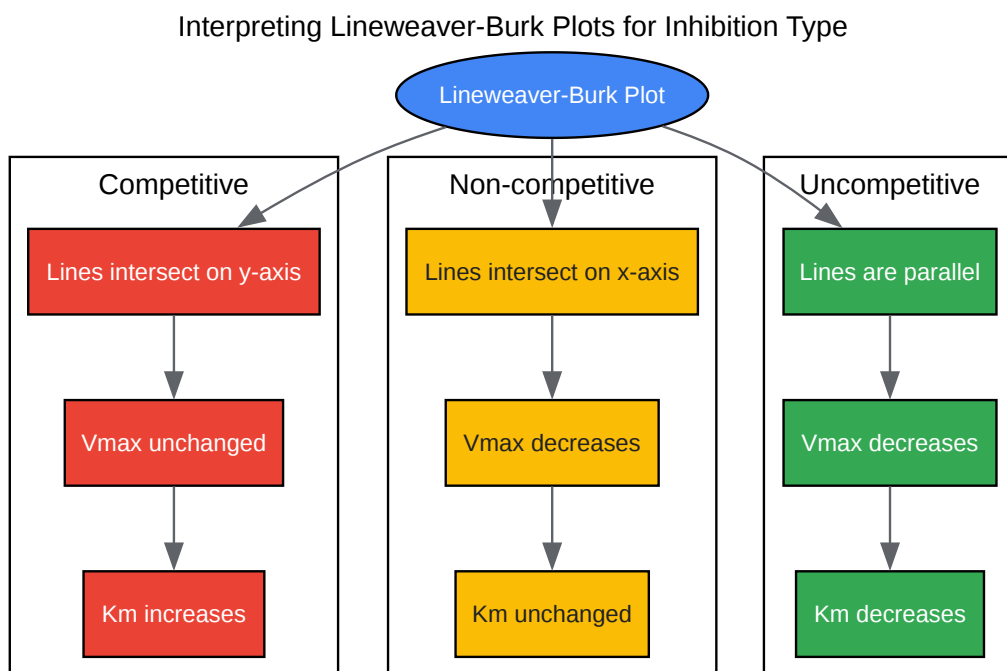 Interpreting Lineweaver-Burk Plots for Inhibition Type
Lineweaver-Burk Plot
Competitive
Lines intersect on y-axis
Vmax unchanged
Km increases
Non-competitive
Lines intersect on x-axis
Vmax decreases
Km unchanged
Uncompetitive
Lines are parallel
Vmax decreases
Km decreases